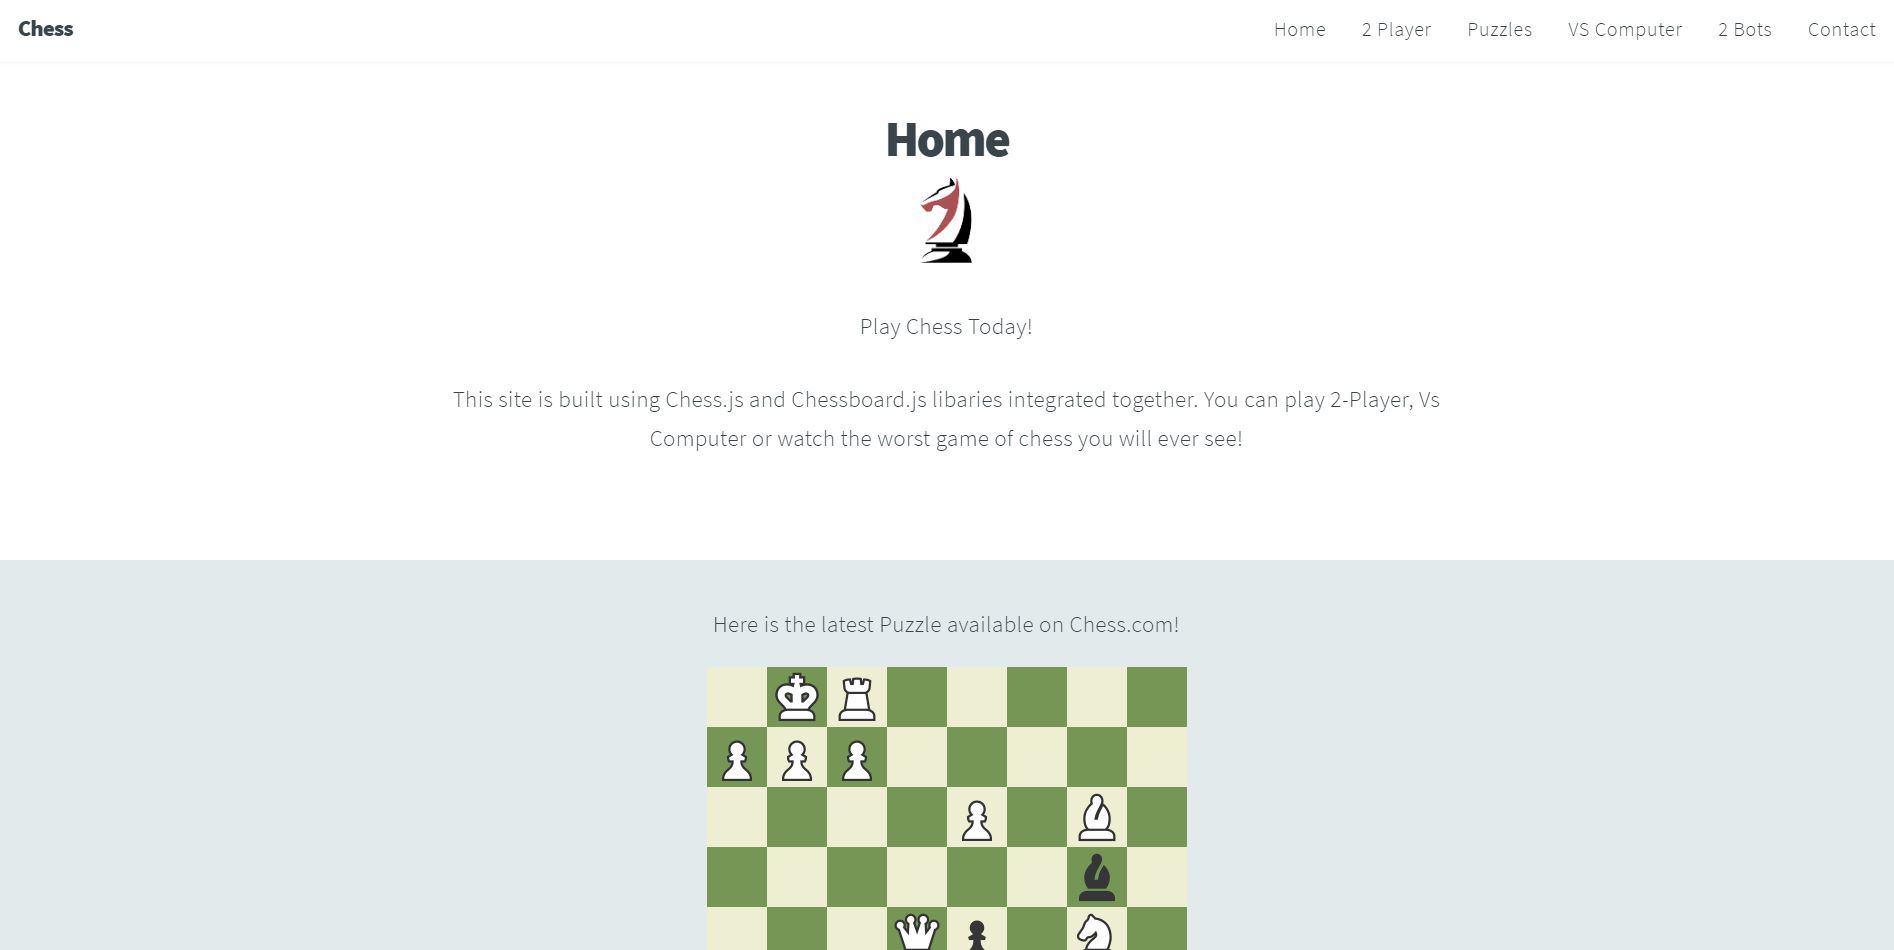 Chess
Home
2 Player
Puzzles
VS Computer
2 Bots
Contact
Home
Play Chess Today!
This site is built using Chess.js and Chessboard.js libaries integrated together. You can play 2-Player, Vs
Computer or watch the worst game of chess you will ever see!
Here is the latest Puzzle available on Chess.com!